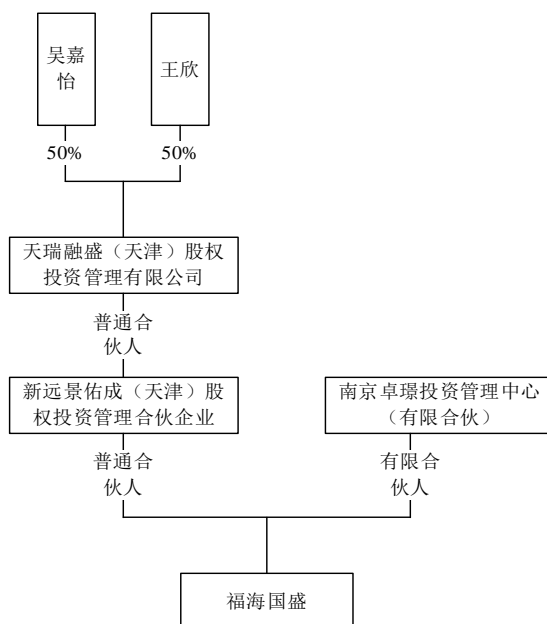 吴嘉
怡
王欣
50%
50%
天瑞融盛（天津）股权
投资管理有限公司
普通合
伙人
新远景佑成（天津）股
权投资管理合伙企业
南京卓璟投资管理中心
（有限合伙）
普通合
伙人
有限合
伙人
福海国盛